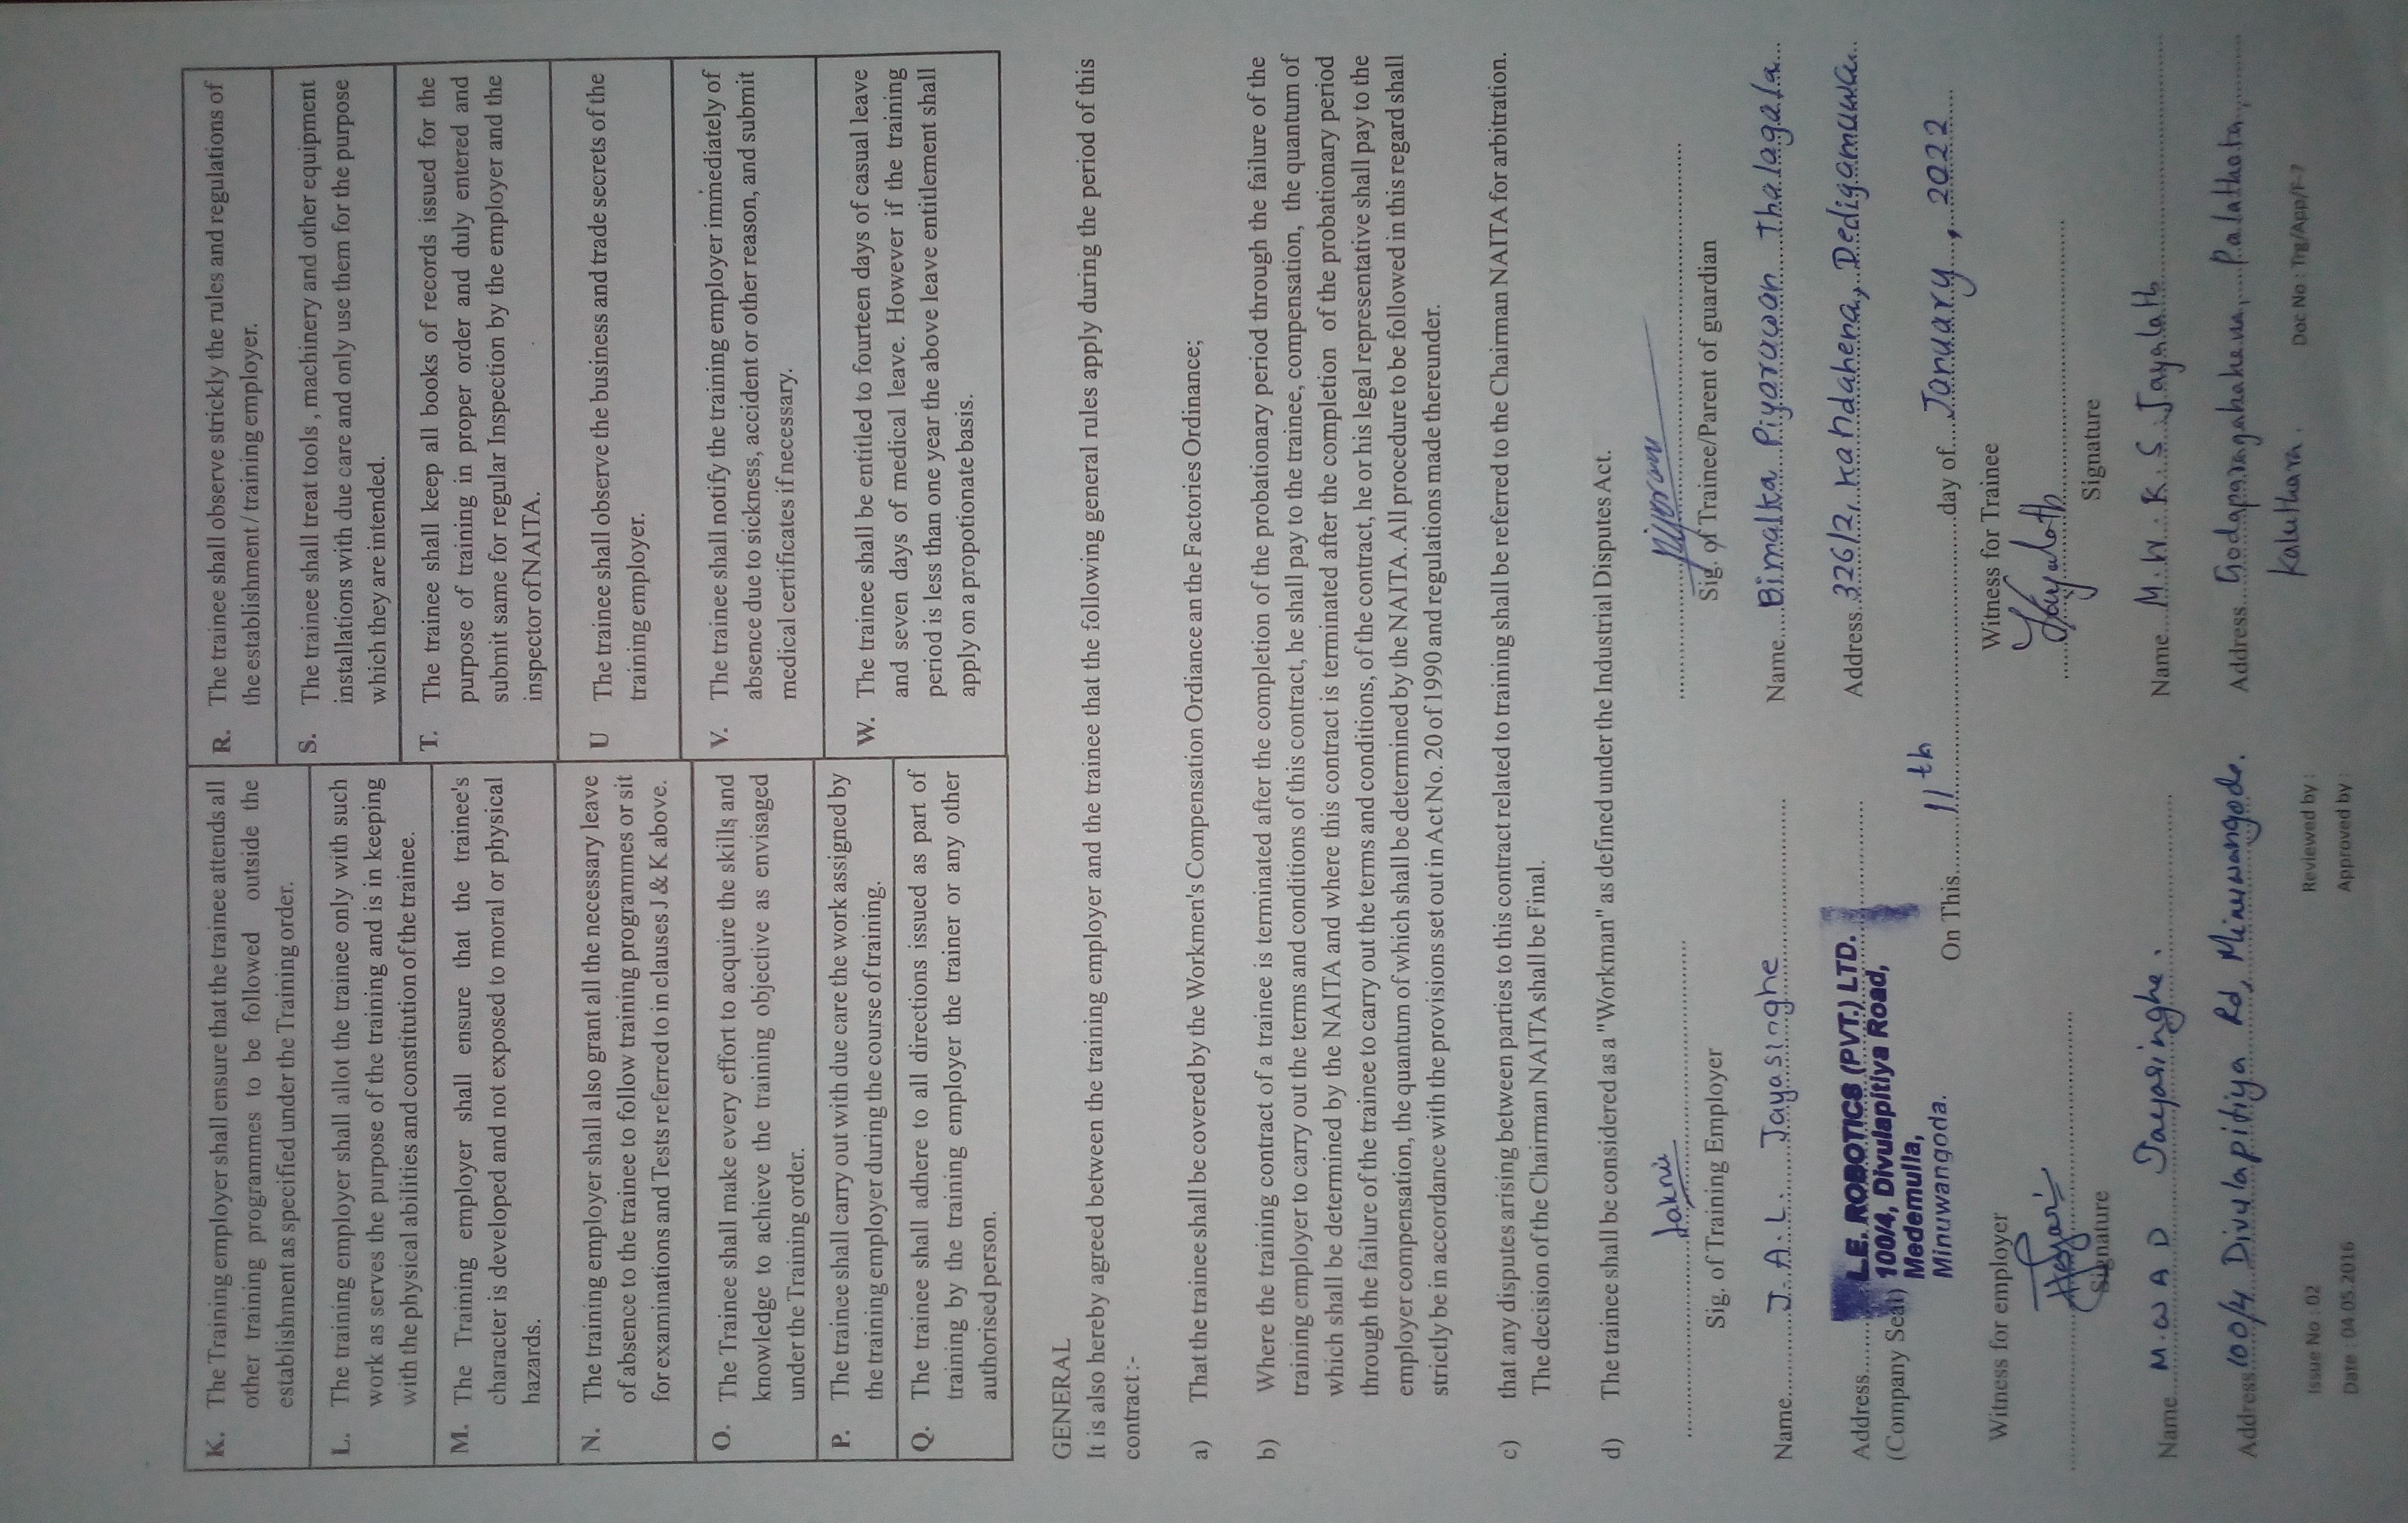 K. The Training employer shall ensure that the trainee attends all
other training programmes to be followed outside the
establishment as specified under the Training order.
L. The training employer shall allot the trainee only with such
work as serves the purpose of the training and is in keeping
with the physical abilities and constitution of the trainee.
M. The Training employer shall ensure that the trainee's
character is developed and not exposed to moral or physical
hazards.
N. The training employer shall also grant all the necessary leave
of absence to the trainee to follow training programmes or sit
for examinations and Tests referred to in clauses J & K above.
O. The Trainee shall make every effort to acquire the skills and
knowledge to achieve the training objective as envisaged
under the Training order.
P. The trainee shall carry out with due care the work assigned by
the training employer during the course of training.
Q. The trainee shall adhere to all directions issued as part of
training by the training employer the trainer or any other
authorised person.
R. The trainee shall observe strickly the rules and regulations of
the establishment / training employer.
S. The trainee shall treat tools , machinery and other equipment
installations with due care and only use them for the purpose
which they are intended.
T. The trainee shall keep all books of records issued for the
purpose of training in proper order and duly entered and
submit same for regular Inspection by the employer and the
inspector of NAITA.
U The trainee shall observe the business and trade secrets of the
training employer.
V. The trainee shall notify the training employer immediately of
absence due to sickness, accident or other reason, and submit
medical certificates if necessary.
W. The trainee shall be entitled to fourteen days of casual leave
and seven days of medical leave. However if the training
period is less than one year the above leave entitlement shall
apply on a propotionate basis.
GENERAL
It is also hereby agreed between the training employer and the trainee that the following general rules apply during the period of this
contract :-
a) That the trainee shall be covered by the Workmen's Compensation Ordiance an the Factories Ordinance;
b) Where the training contract of a trainee is terminated after the completion of the probationary period through the failure of the
training employer to carry out the terms and conditions of this contract, he shall pay to the trainee, compensation, the quantum of
which shall be determined by the NAITA and where this contract is terminated after the completion of the probationary period
through the failure of the trainee to carry out the terms and conditions, of the contract, he or his legal representative shall pay to the
employer compensation, the quantum of which shall be determined by the NAITA. All procedure to be followed in this regard shall
strictly be in accordance with the provisions set out in Act No. 20 of 1990 and regulations made thereunder.
c) that any disputes arising between parties to this contract related to training shall be referred to the Chairman NAITA for arbitration.
The decision of the Chairman NAITA shall be Final.
d) The trainee shall be considered as a "Workman" as defined under the Industrial Disputes Act.
Sig. of Training Employer Sig. of Trainee/Parent of guardian
Name J. A. L. Jayasinghe Name Bimalka Piyarawan Thalagala
Address L.E. ROBOTICS (PVT.) LTD. Address 326/2, Kandahena, Dedigamuwa
(Company Seal) 100/4, Divulapitiya Road,
Medemulla,
Minuwangoda. On This 11th day of January, 2022
Witness for employer Witness for Trainee
Jayalath
Signature Signature
Name M. W A D Jayasinghe. Name M. W. K. S. Jayalath
Address 100/4 Divulapitiya Rd, Minuwangoda. Address Godaparagahahena, Palathota,
Kaluthara.
Doc No : Trg/App/F-7
Issue No : 02 Reviewed by :
Date : 04.05.2016 Approved by :